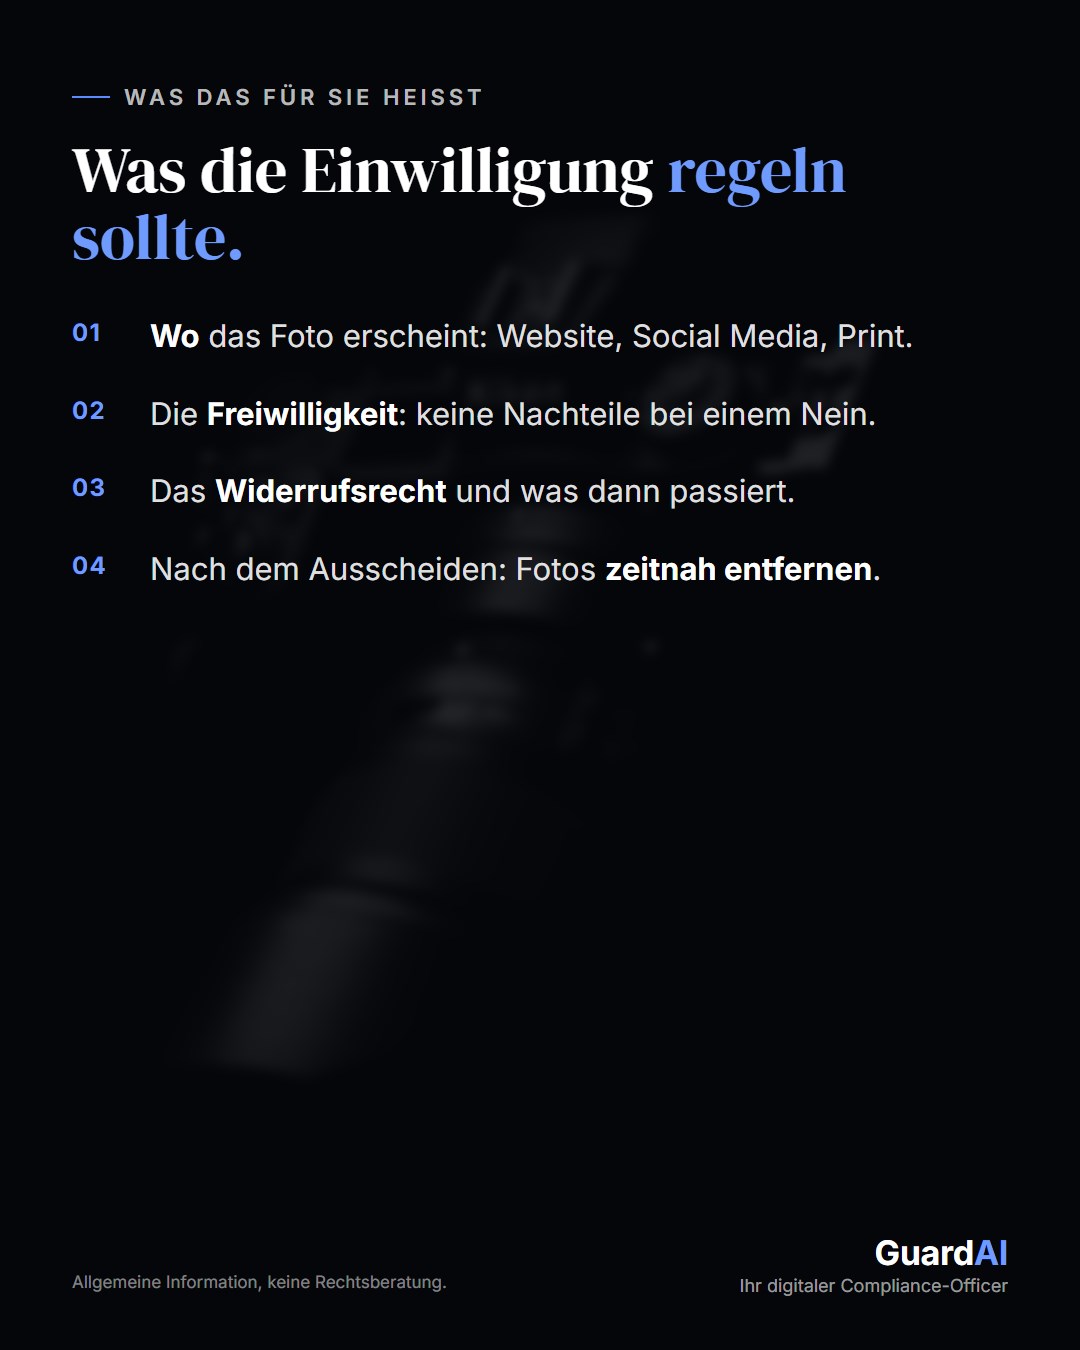 WAS DAS FÜR SIE HEISST
Was die Einwilligung regeln
sollte.
01 Wo das Foto erscheint: Website, Social Media, Print.
02 Die Freiwilligkeit: keine Nachteile bei einem Nein.
03 Das Widerrufsrecht und was dann passiert.
04 Nach dem Ausscheiden: Fotos zeitnah entfernen.
GuardAI
Allgemeine Information, keine Rechtsberatung.
Ihr digitaler Compliance-Officer